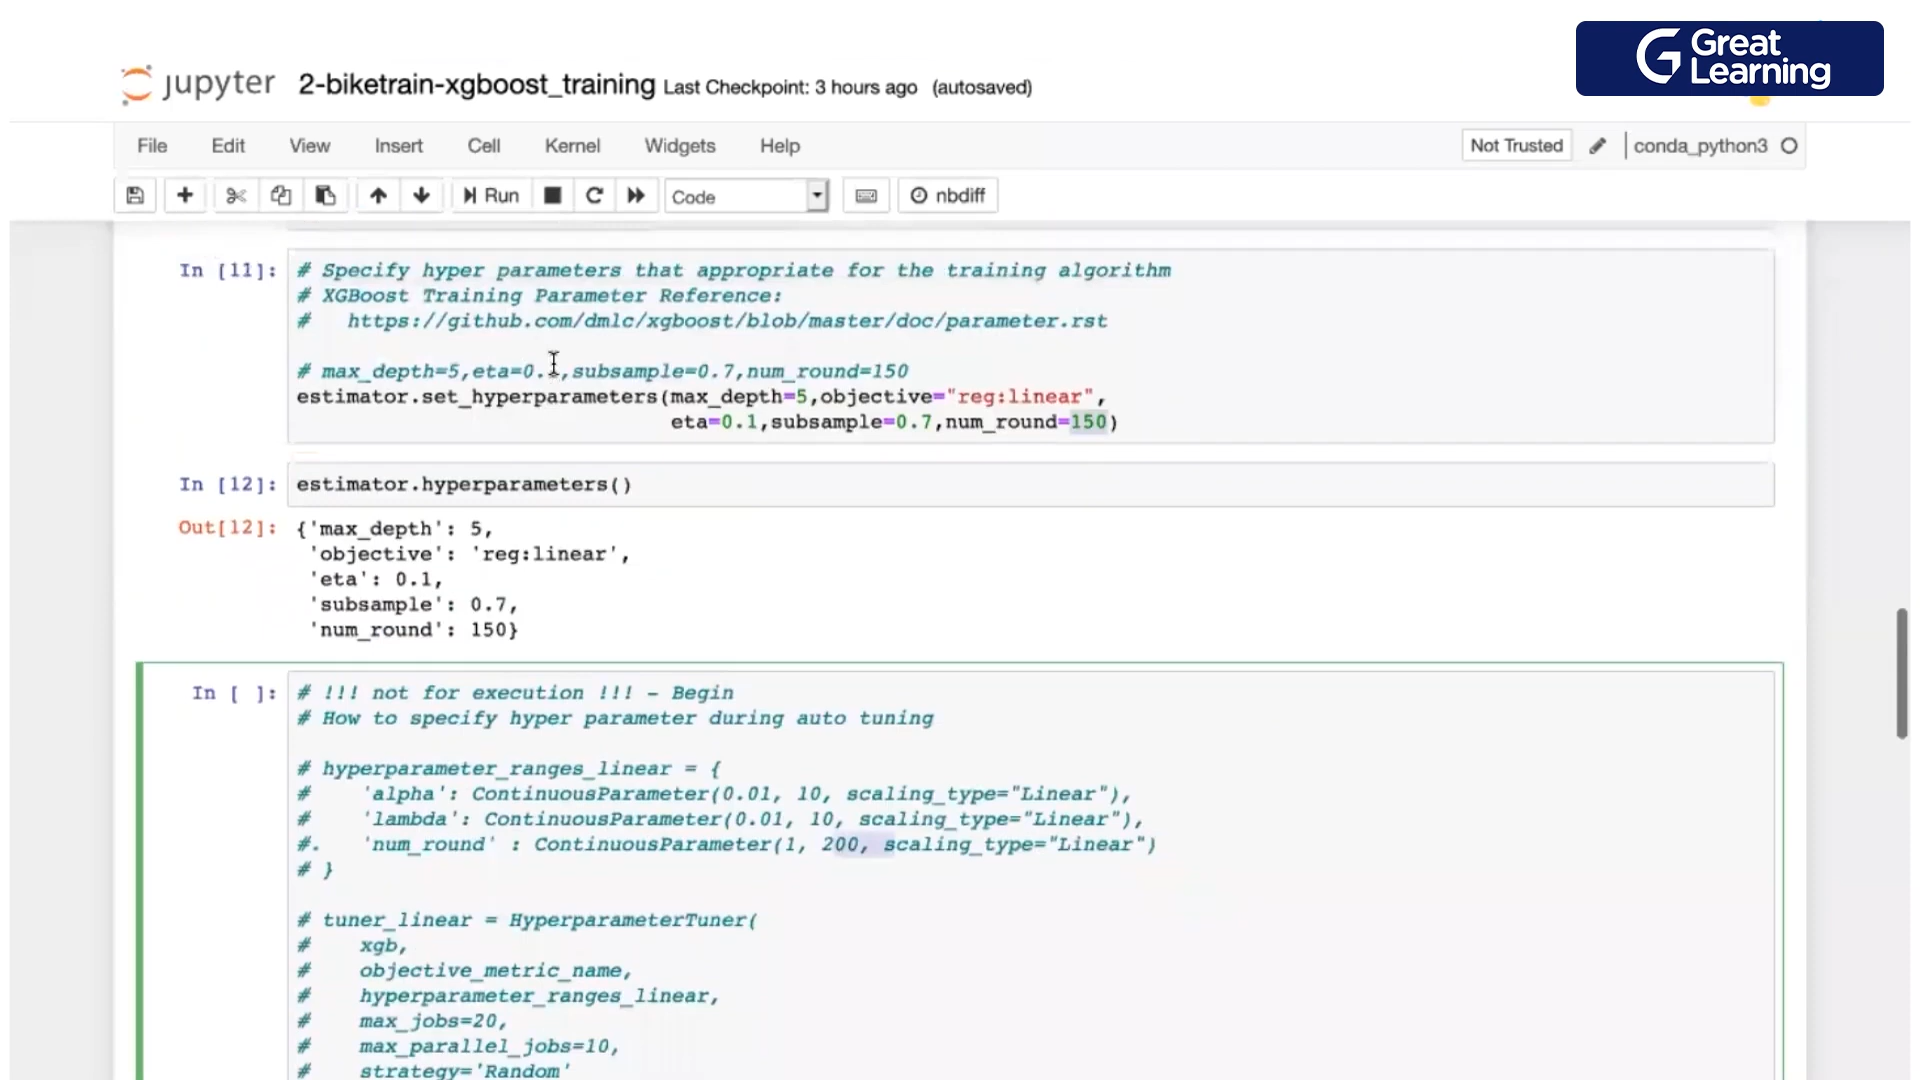 Great
Learning
jupyter 2-biketrain-xgboost_training Last Checkpoint: 3 hours ago (autosaved)
File Edit View Insert Cell Kernel Widgets Help Not Trusted conda_python3
Run Code nbdiff
In [11]: # Specify hyper parameters that appropriate for the training algorithm
# XGBoost Training Parameter Reference:
# https://github.com/dmlc/xgboost/blob/master/doc/parameter.rst
# max_depth=5,eta=0. ,subsample=0.7,num_round=150
estimator.set_hyperparameters(max_depth=5,objective="reg:linear",
eta=0.1,subsample=0.7,num_round=150)
In [12]: estimator.hyperparameters()
Out[12]: {'max_depth': 5,
'objective': 'reg:linear',
'eta': 0.1,
'subsample': 0.7,
'num_round': 150}
In [ ]: # !!! not for execution !!! - Begin
# How to specify hyper parameter during auto tuning
# hyperparameter_ranges_linear = {
# 'alpha': ContinuousParameter(0.01, 10, scaling_type="Linear"),
# 'lambda': ContinuousParameter(0.01, 10, scaling_type="Linear"),
#. 'num_round' : ContinuousParameter(1, 200, scaling_type="Linear")
# }
# tuner_linear = HyperparameterTuner(
# xgb,
# objective_metric_name,
# hyperparameter_ranges_linear,
# max_jobs=20,
# max_parallel_jobs=10,
# strategy='Random'